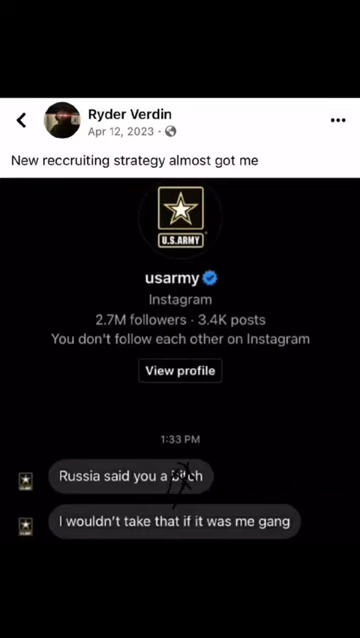 Ryder Verdin
Apr 12, 2023 ·
New reccruiting strategy almost got me
U.S.ARMY
usarmy
Instagram
2.7M followers · 3.4K posts
You don't follow each other on Instagram
View profile
1:33 PM
Russia said you a bitch
I wouldn't take that if it was me gang